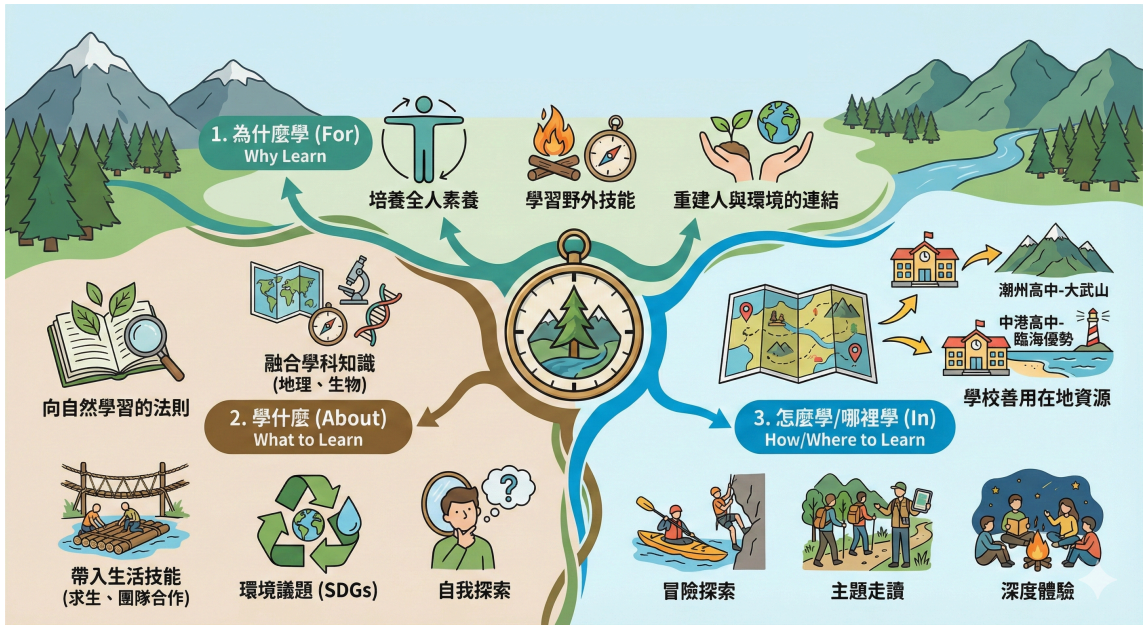 1. 為什麼學 (For)
Why Learn
培養全人素養
學習野外技能
重建人與環境的連結
融合學科知識
(地理、生物)
向自然學習的法則
2. 學什麼 (About)
What to Learn
帶入生活技能
(求生、團隊合作)
環境議題 (SDGs)
自我探索
?
潮州高中-大武山
中港高中-
臨海優勢
學校善用在地資源
3. 怎麼學/哪裡學 (In)
How/Where to Learn
冒險探索
主題走讀
深度體驗